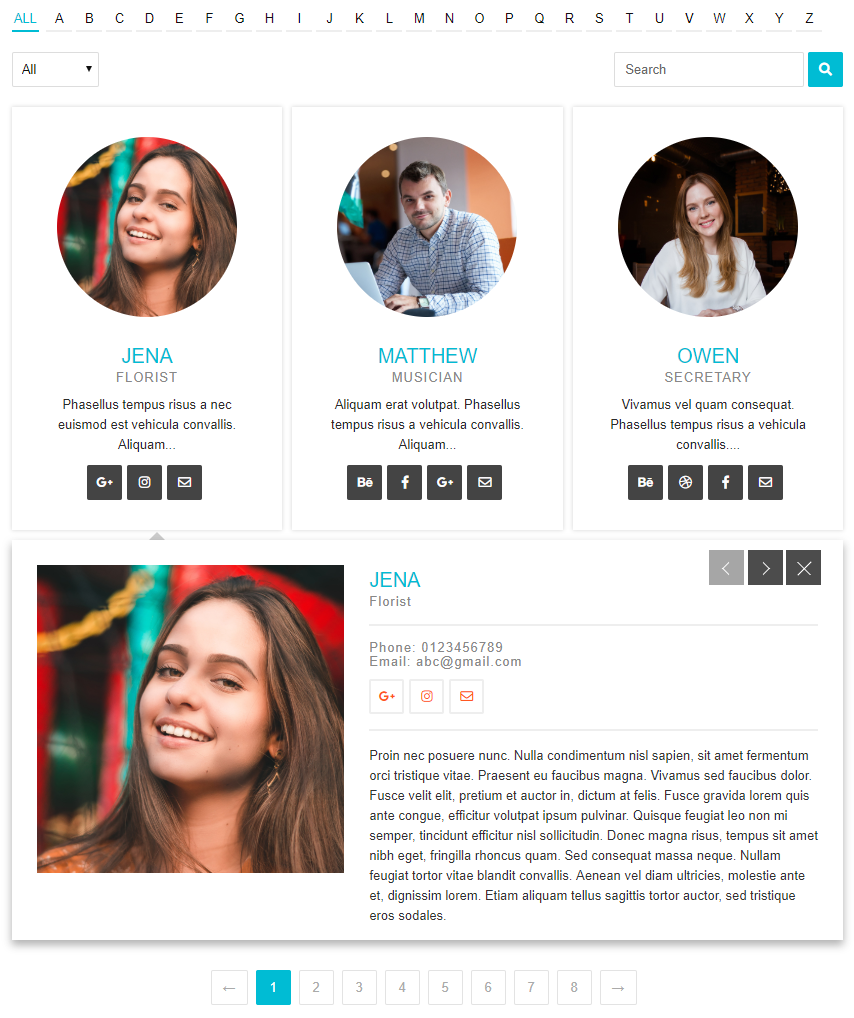 ALL A B C D E F G H I J K L M N O P Q R S T U V W X Y Z
All Search
JENA
FLORIST
Phasellus tempus risus a nec
euismod est vehicula convallis.
Aliquam...
G+
MATTHEW
MUSICIAN
Aliquam erat volutpat. Phasellus
tempus risus a vehicula convallis.
Aliquam...
Bē f G+
OWEN
SECRETARY
Vivamus vel quam consequat.
Phasellus tempus risus a vehicula
convallis....
Bē f
JENA
Florist
Phone: 0123456789
Email: abc@gmail.com
G+
Proin nec posuere nunc. Nulla condimentum nisl sapien, sit amet fermentum
orci tristique vitae. Praesent eu faucibus magna. Vivamus sed faucibus dolor.
Fusce velit elit, pretium et auctor in, dictum at felis. Fusce gravida lorem quis
ante congue, efficitur volutpat ipsum pulvinar. Quisque feugiat leo non mi
semper, tincidunt efficitur nisl sollicitudin. Donec magna risus, tempus sit amet
nibh eget, fringilla rhoncus quam. Sed consequat massa neque. Nullam
feugiat tortor vitae blandit convallis. Aenean vel diam ultricies, molestie ante
et, dignissim lorem. Etiam aliquam tellus sagittis tortor auctor, sed tristique
eros sodales.
← 1 2 3 4 5 6 7 8 →